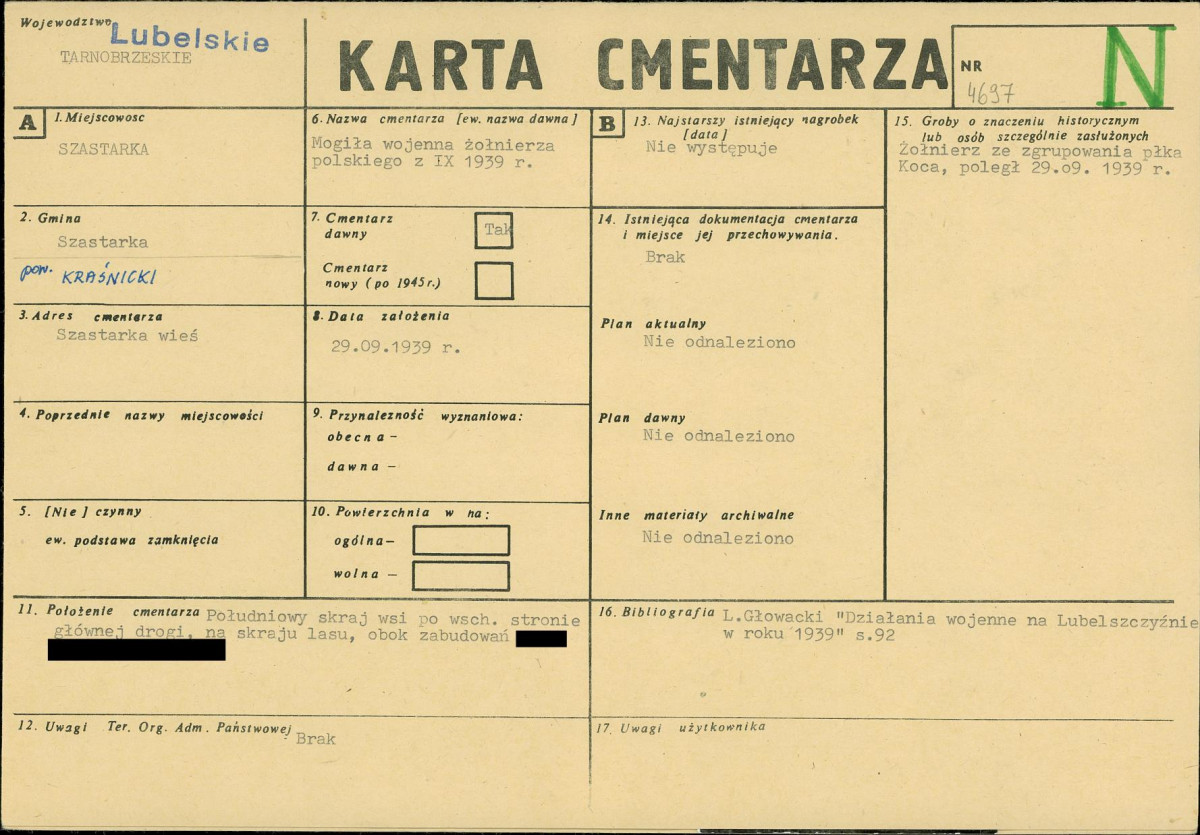 Województwo Lubelskie
TARNOBRZESKIE
KARTA CMENTARZA
NR
4697
N
A
1. Miejscowosc
SZASTARKA
2. Gmina
Szastarka
pow. KRAŚNICKI
3. Adres cmentarza
Szastarka wieś
4. Poprzednie nazwy miejscowości
5. [Nie] czynny
ew. podstawa zamknięcia
6. Nazwa cmentarza [ew. nazwa dawna]
Mogiła wojenna żołnierza
polskiego z IX 1939 r.
7. Cmentarz
dawny
Tak
Cmentarz
nowy (po 1945 r.)
8. Data założenia
29.09.1939 r.
9. Przynalezność wyznaniowa:
obecna –
dawna –
10. Powierzchnia w ha:
ogólna –
wolna –
B
13. Najstarszy istniejący nagrobek
[data]
Nie występuje
14. Istniejąca dokumentacja cmentarza
i miejsce jej przechowywania.
Brak
Plan aktualny
Nie odnaleziono
Plan dawny
Nie odnaleziono
Inne materiały archiwalne
Nie odnaleziono
15. Groby o znaczeniu historycznym
lub osób szczególnie zasłużonych
Żołnierz ze zgrupowania płka
Koca, poległ 29.o9. 1939 r.
11. Położenie cmentarza Południowy skraj wsi po wsch. stronie
głównej drogi, na skraju lasu, obok zabudowań
12. Uwagi Ter. Org. Adm. Państwowej
Brak
16. Bibliografia L.Głowacki "Działania wojenne na Lubelszczyźnie
w roku 1939" s.92
17. Uwagi użytkownika